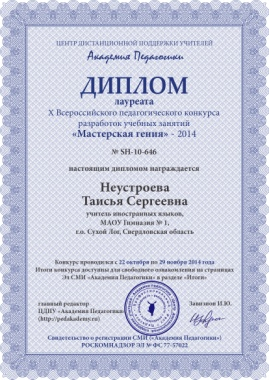 ЦЕНТР ДИСТАНЦИОННОЙ ПОДДЕРЖКИ УЧИТЕЛЕЙ
Академия Педагогики
ДИПЛОМ
лауреата
X Всероссийского педагогического конкурса
разработок учебных занятий
«Мастерская гения» - 2014
№ SH-10-646
настоящим дипломом награждается
Неустроева
Таисья Сергеевна
учитель иностранных языков,
МАОУ Гимназия № 1,
г.о. Сухой Лог, Свердловская область
Конкурс проводился с 22 октября по 29 ноября 2014 года
Итоги конкурса доступны для свободного ознакомления на страницах
Эл СМИ «Академия Педагогики» в разделе «Итоги»
главный редактор
ЦДПУ «Академия Педагогики»
(http://pedakademy.ru)
Завизион И.Ю.
Свидетельство о регистрации СМИ («Академия Педагогики»)
РОСКОМНАДЗОР ЭЛ № ФС 77-57022